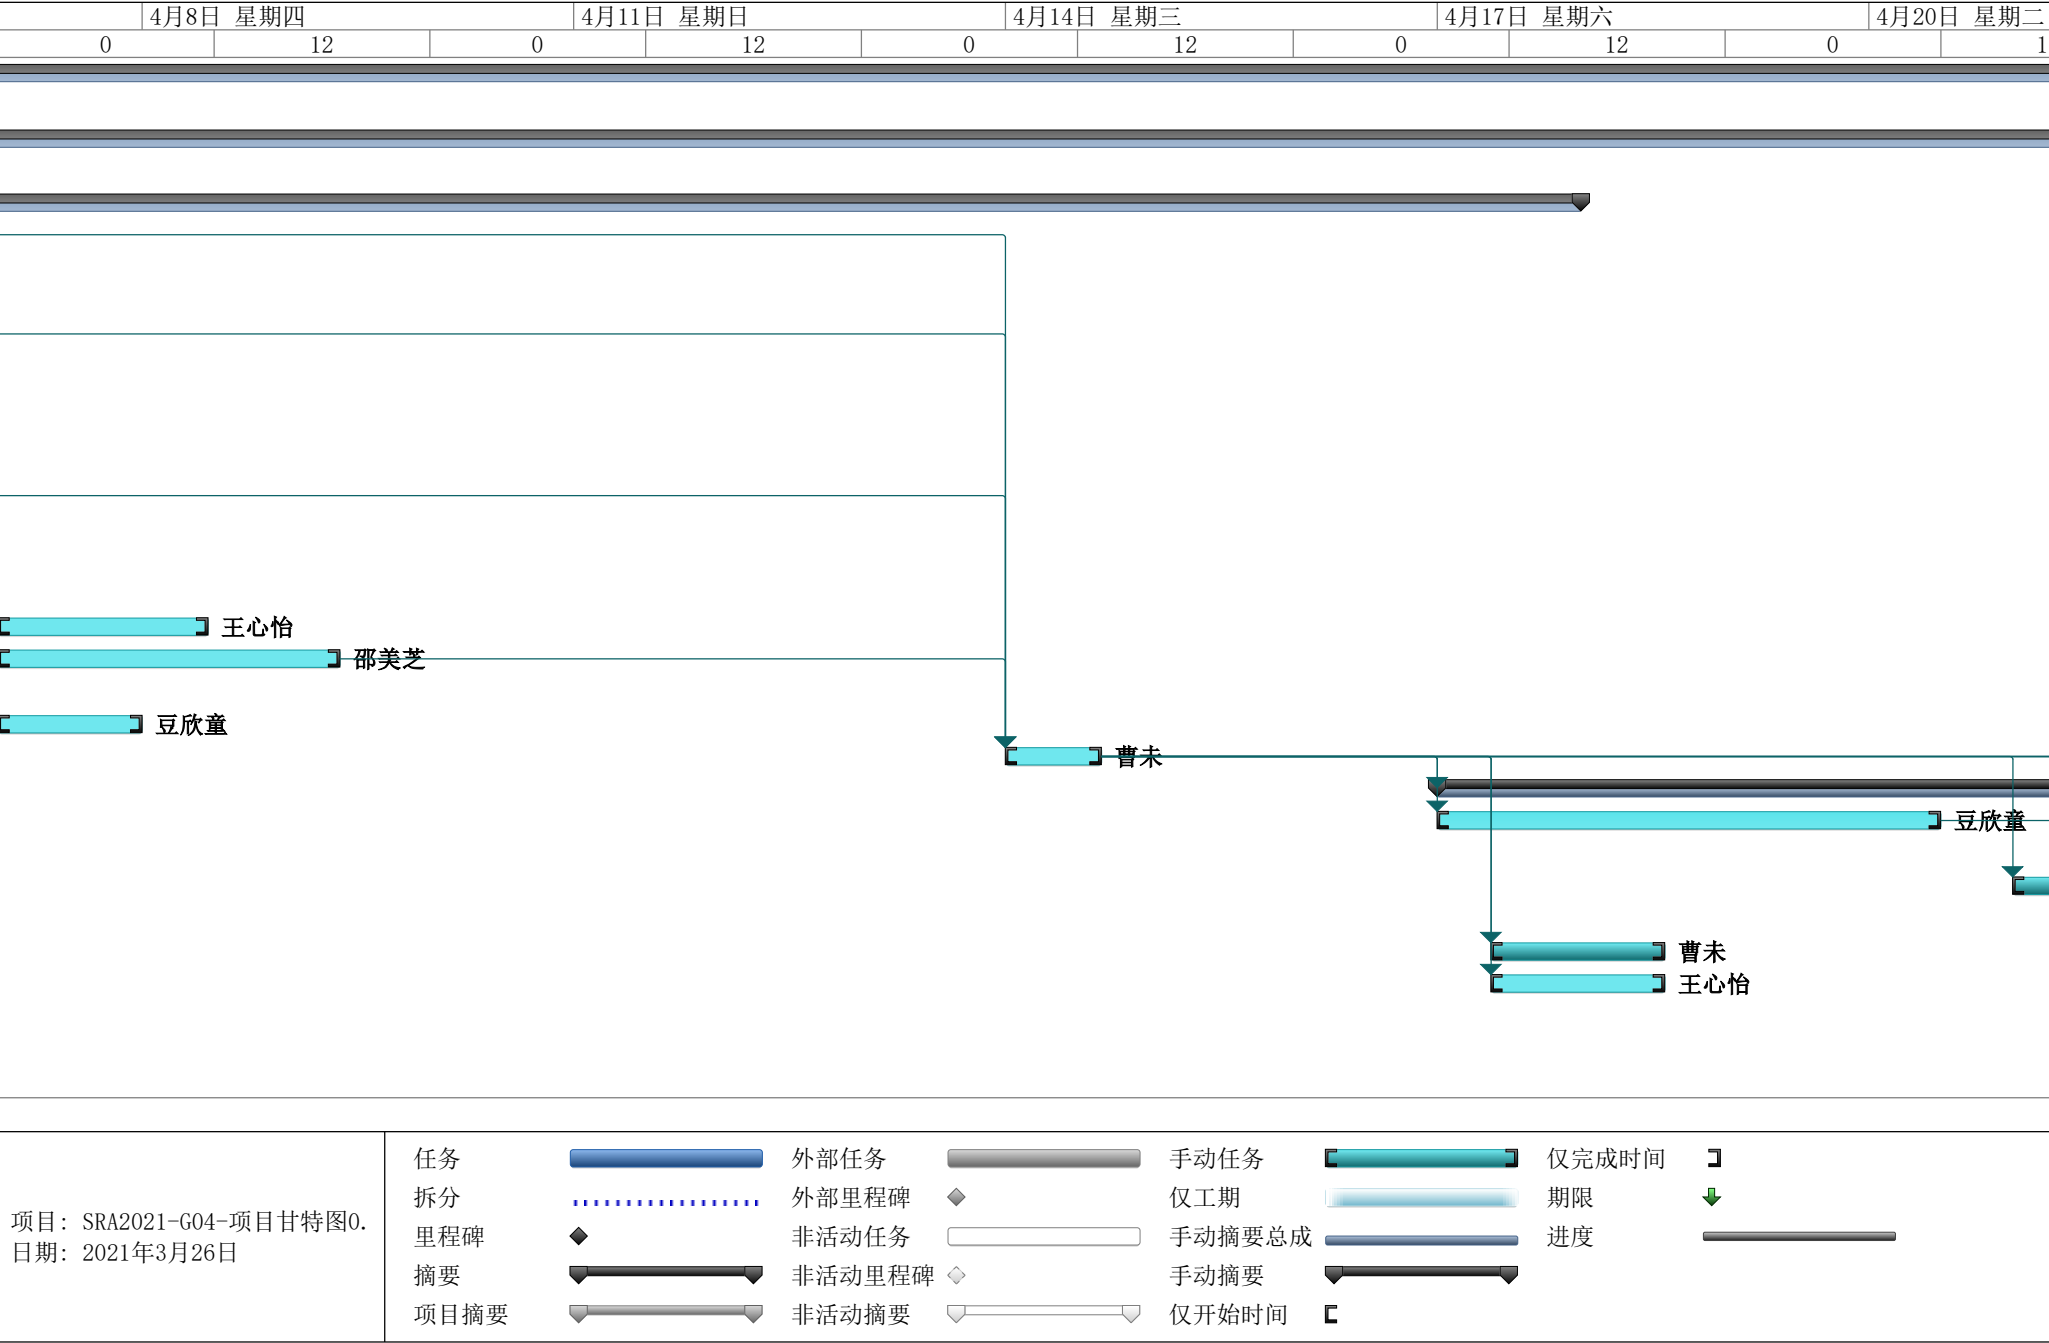 4月8日 星期四 4月11日 星期日 4月14日 星期三 4月17日 星期六 4月20日 星期二
0 12 0 12 0 12 0 12 0 1
王心怡
邵美芝
豆欣童
曹未
豆欣童
曹未
王心怡
任务 外部任务 手动任务 仅完成时间
拆分 外部里程碑 仅工期 期限
里程碑 非活动任务 手动摘要总成 进度
摘要 非活动里程碑 手动摘要
项目摘要 非活动摘要 仅开始时间
项目: SRA2021-G04-项目甘特图0.
日期: 2021年3月26日